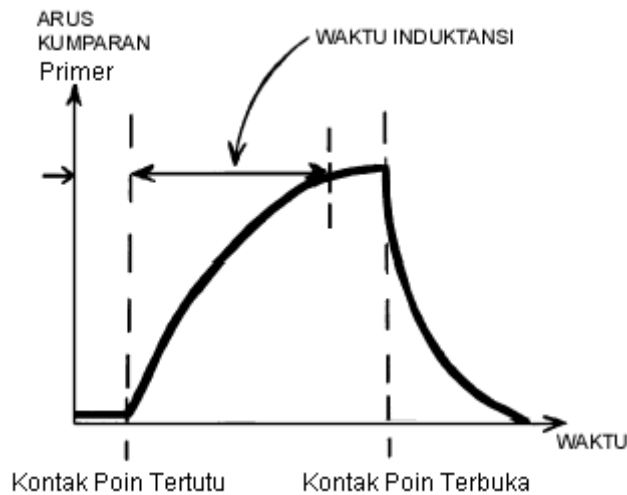 ARUS
KUMPARAN
Primer
WAKTU INDUKTANSI
WAKTU
Kontak Poin Tertutu
Kontak Poin Terbuka